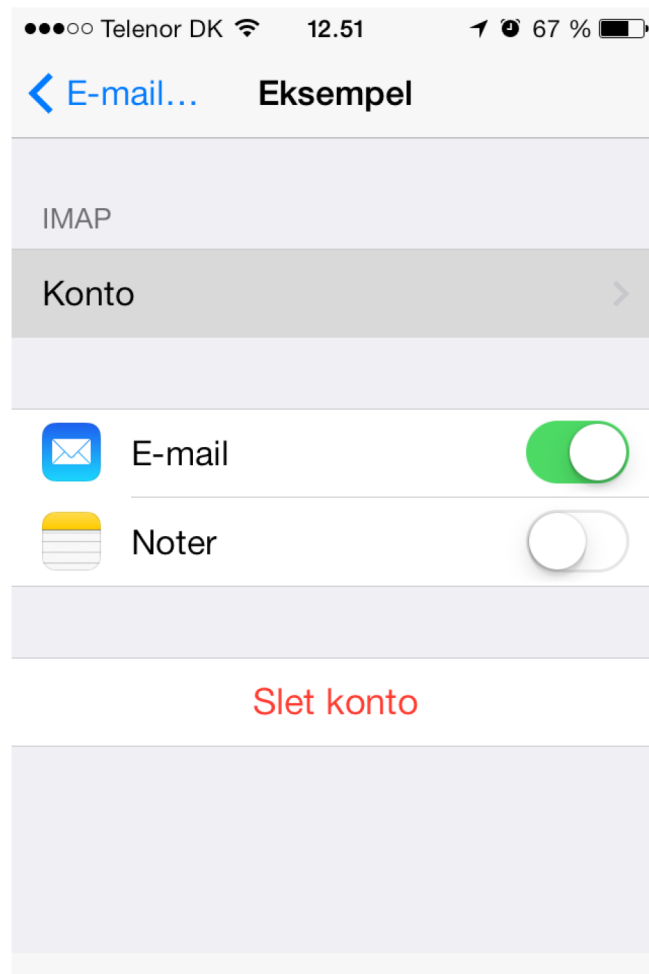 Telenor DK 12.51 67 %
E-mail... Eksempel
IMAP
Konto
E-mail
Noter
Slet konto